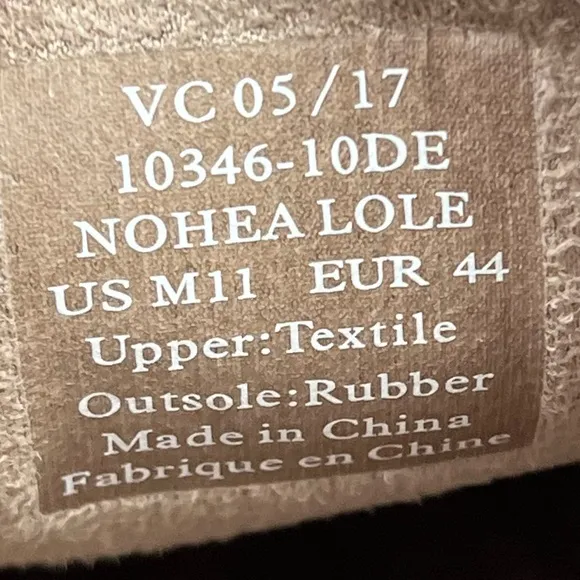 VC 05/17
10346-10DE
NOHEA LOLE
US M11 EUR 44
Upper:Textile
Outsole:Rubber
Made in China
Fabrique en Chine